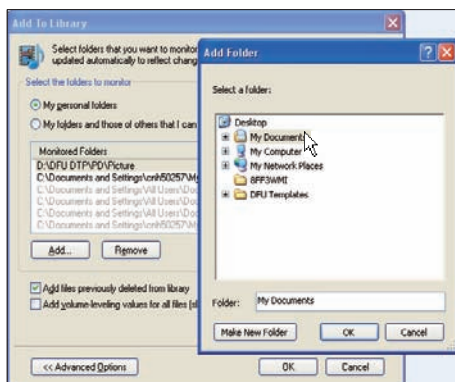 Add To Library
Select folders that you want to monitor
updated automatically to reflect chang
Select the folders to monitor
My personal folders
My folders and those of others that I can
Monitored Folders
D:\DFU DTP\PD\Picture
C:\Documents and Settings\cnh50257\My
C:\Documents and Settings\All Users\Doc
C:\Documents and Settings\All Users\Do
C:\Documents and Settings\cnh50257\M
C:\Documents and Settings\All Users\Do
Add...
Remove
Add files previously deleted from library
Add volume-leveling values for all files
<< Advanced Options
OK
Cancel
Add Folder
Select a folder:
Desktop
My Documents
My Computer
My Network Places
8FF3WMI
DFU Templates
Folder:
My Documents
Make New Folder
OK
Cancel